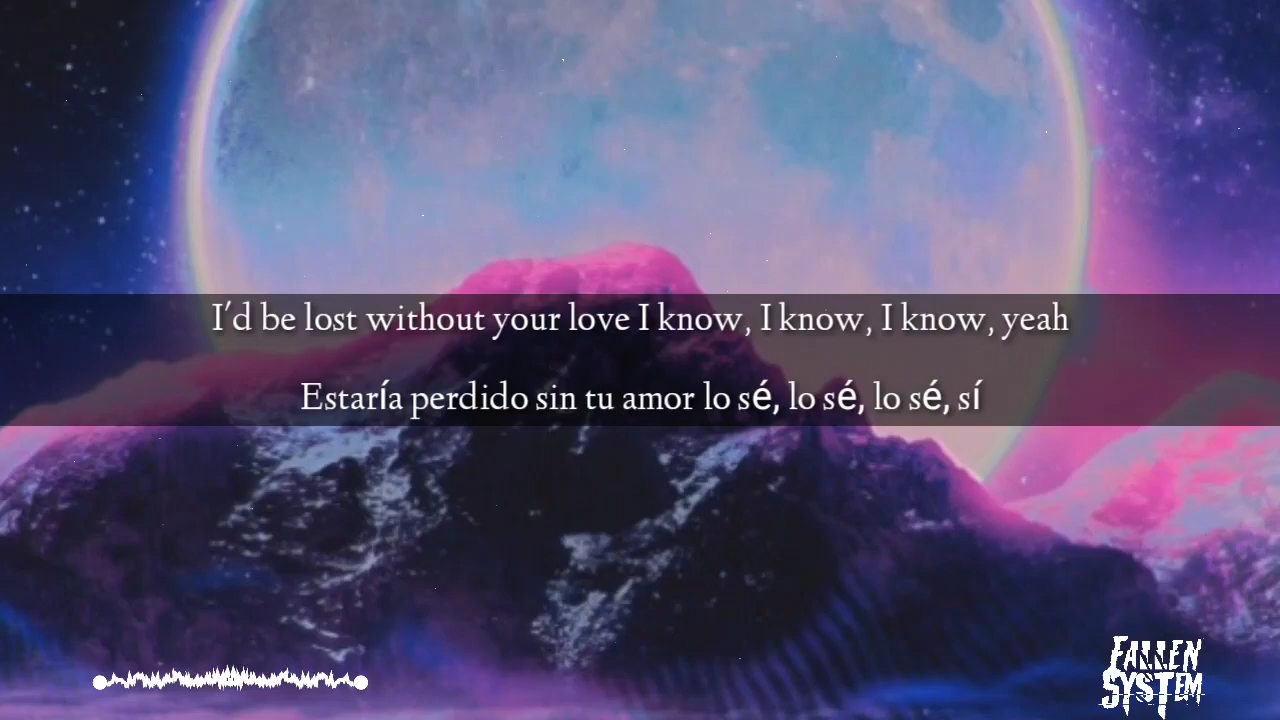 I'd be lost without your love I know, I know, I know, yeah
Estaría perdido sin tu amor lo sé, lo sé, lo sé, sí
FALLEN
SYSTEM